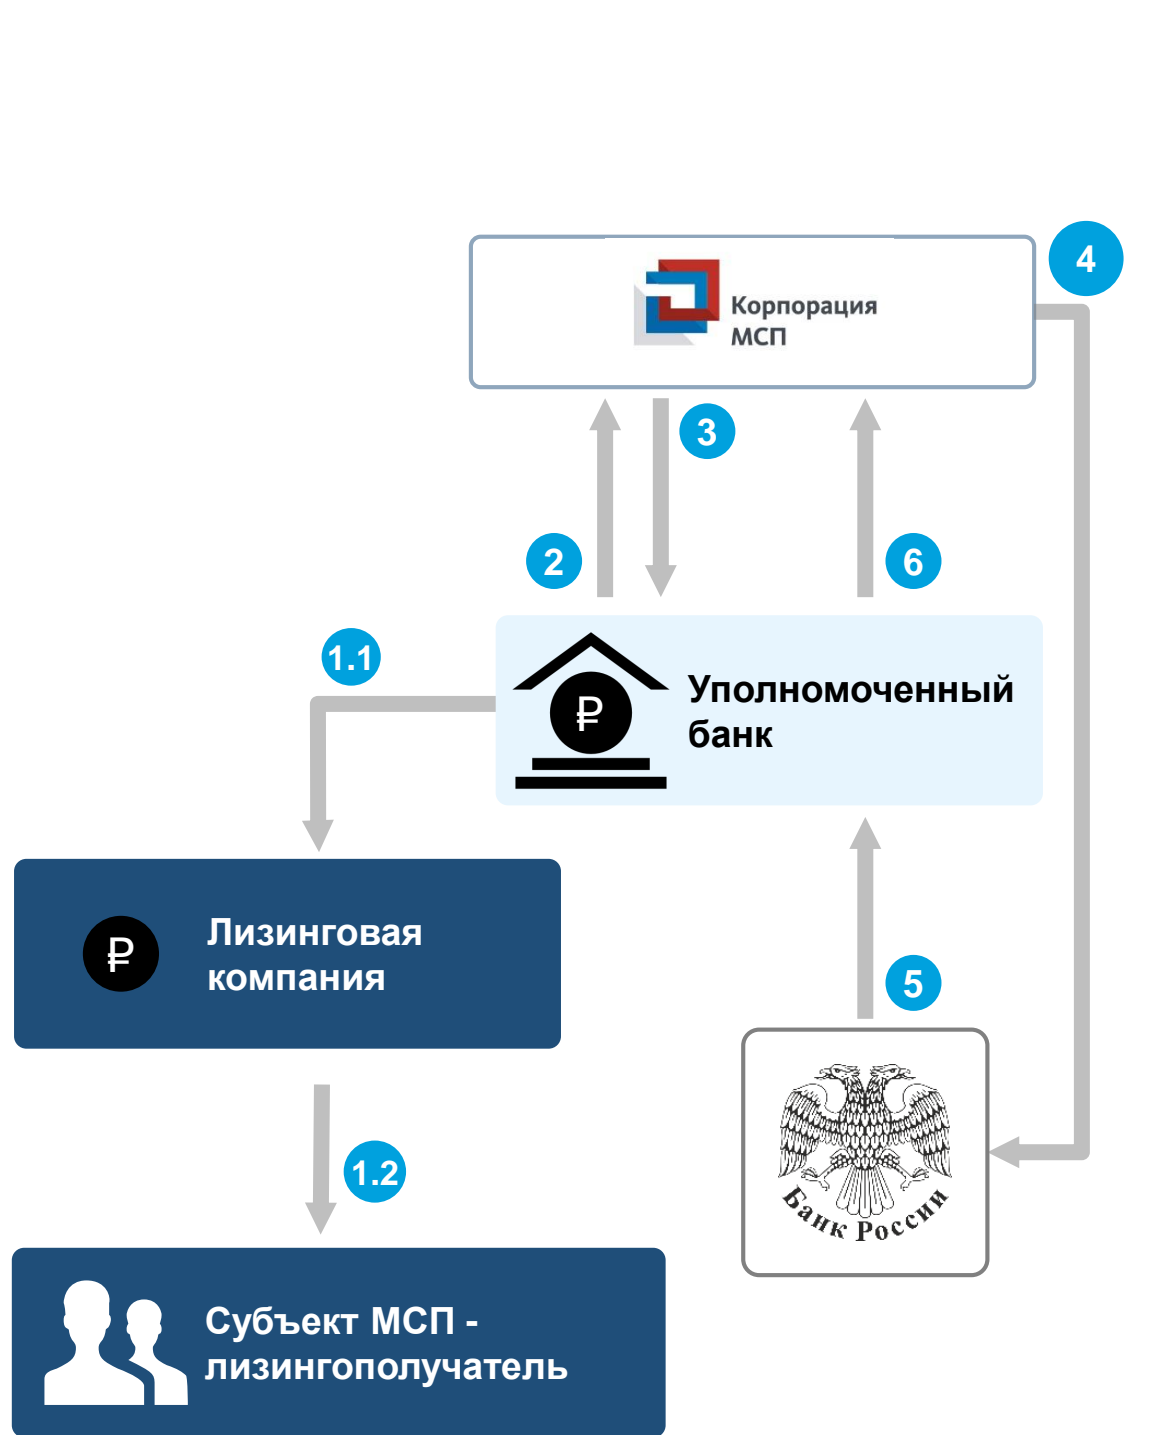 4
Корпорация
МСП
3
2
6
1.1
₽
Уполномоченный
банк
₽
Лизинговая
компания
5
1.2
Банк России
Субъект МСП -
лизингополучатель